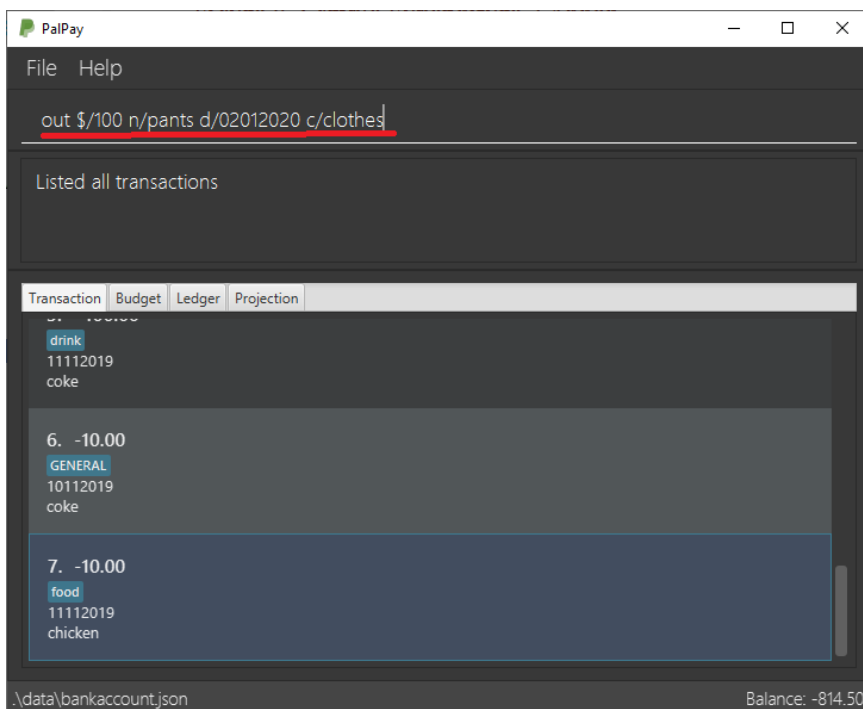 PalPay
File Help
out $/100 n/pants d/02012020 c/clothes
Listed all transactions
Transaction Budget Ledger Projection
drink
11112019
coke
6. -10.00
GENERAL
10112019
coke
7. -10.00
food
11112019
chicken
.\data\bankaccount.json Balance: -814.50